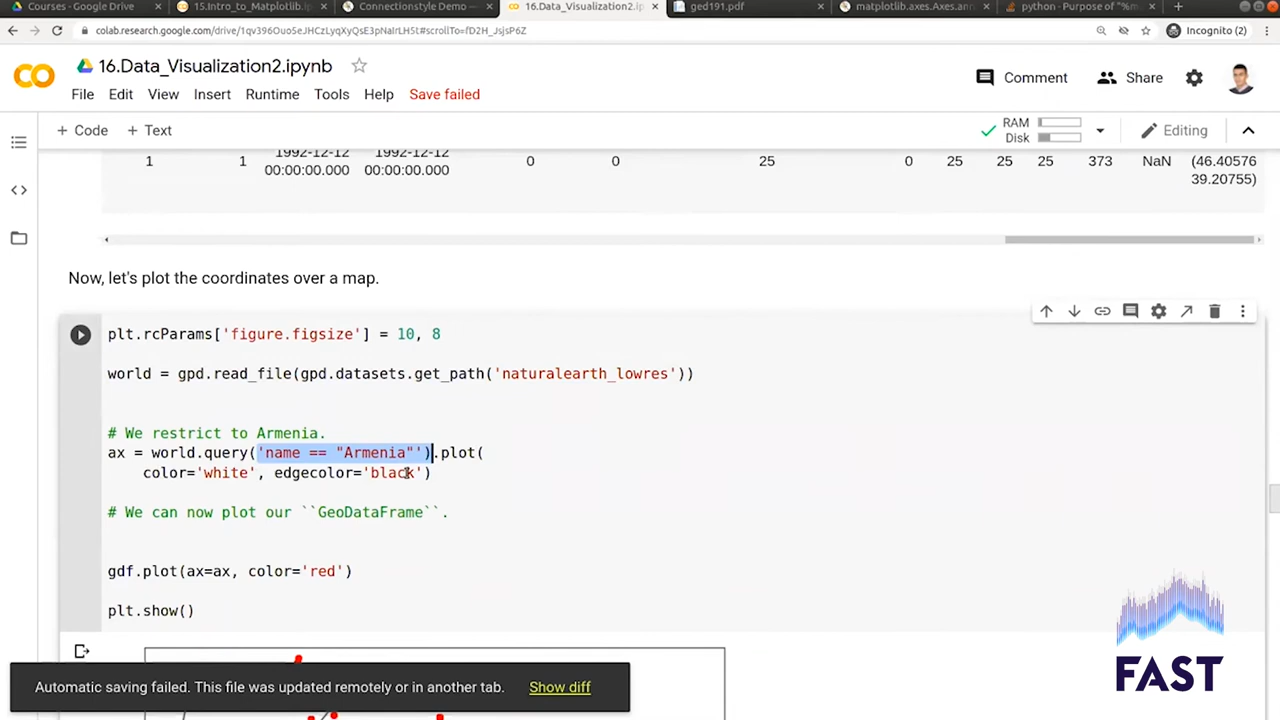 Courses - Google Drive
15.Intro_to_Matplotlib.i
Connectionstyle Demo —
16.Data_Visualization2.i
ged191.pdf
matplotlib.axes.Axes.ann
python - Purpose of "%m
colab.research.google.com/drive/1qv396Ouo5eJHCzLyqXyQsE3pNaIrLH5t#scrollTo=fD2H_JsjsP6Z
Incognito (2)
CO
16.Data_Visualization2.ipynb
Comment
Share
File Edit View Insert Runtime Tools Help Save failed
+ Code + Text
RAM
Disk
Editing
1 1 1992-12-12 00:00:00.000 1992-12-12 00:00:00.000 0 0 25 0 25 25 25 373 NaN (46.40576 39.20755)
Now, let's plot the coordinates over a map.
plt.rcParams['figure.figsize'] = 10, 8
world = gpd.read_file(gpd.datasets.get_path('naturalearth_lowres'))
# We restrict to Armenia.
ax = world.query('name == "Armenia"').plot(
color='white', edgecolor='black')
# We can now plot our ``GeoDataFrame``.
gdf.plot(ax=ax, color='red')
plt.show()
Automatic saving failed. This file was updated remotely or in another tab. Show diff
FAST